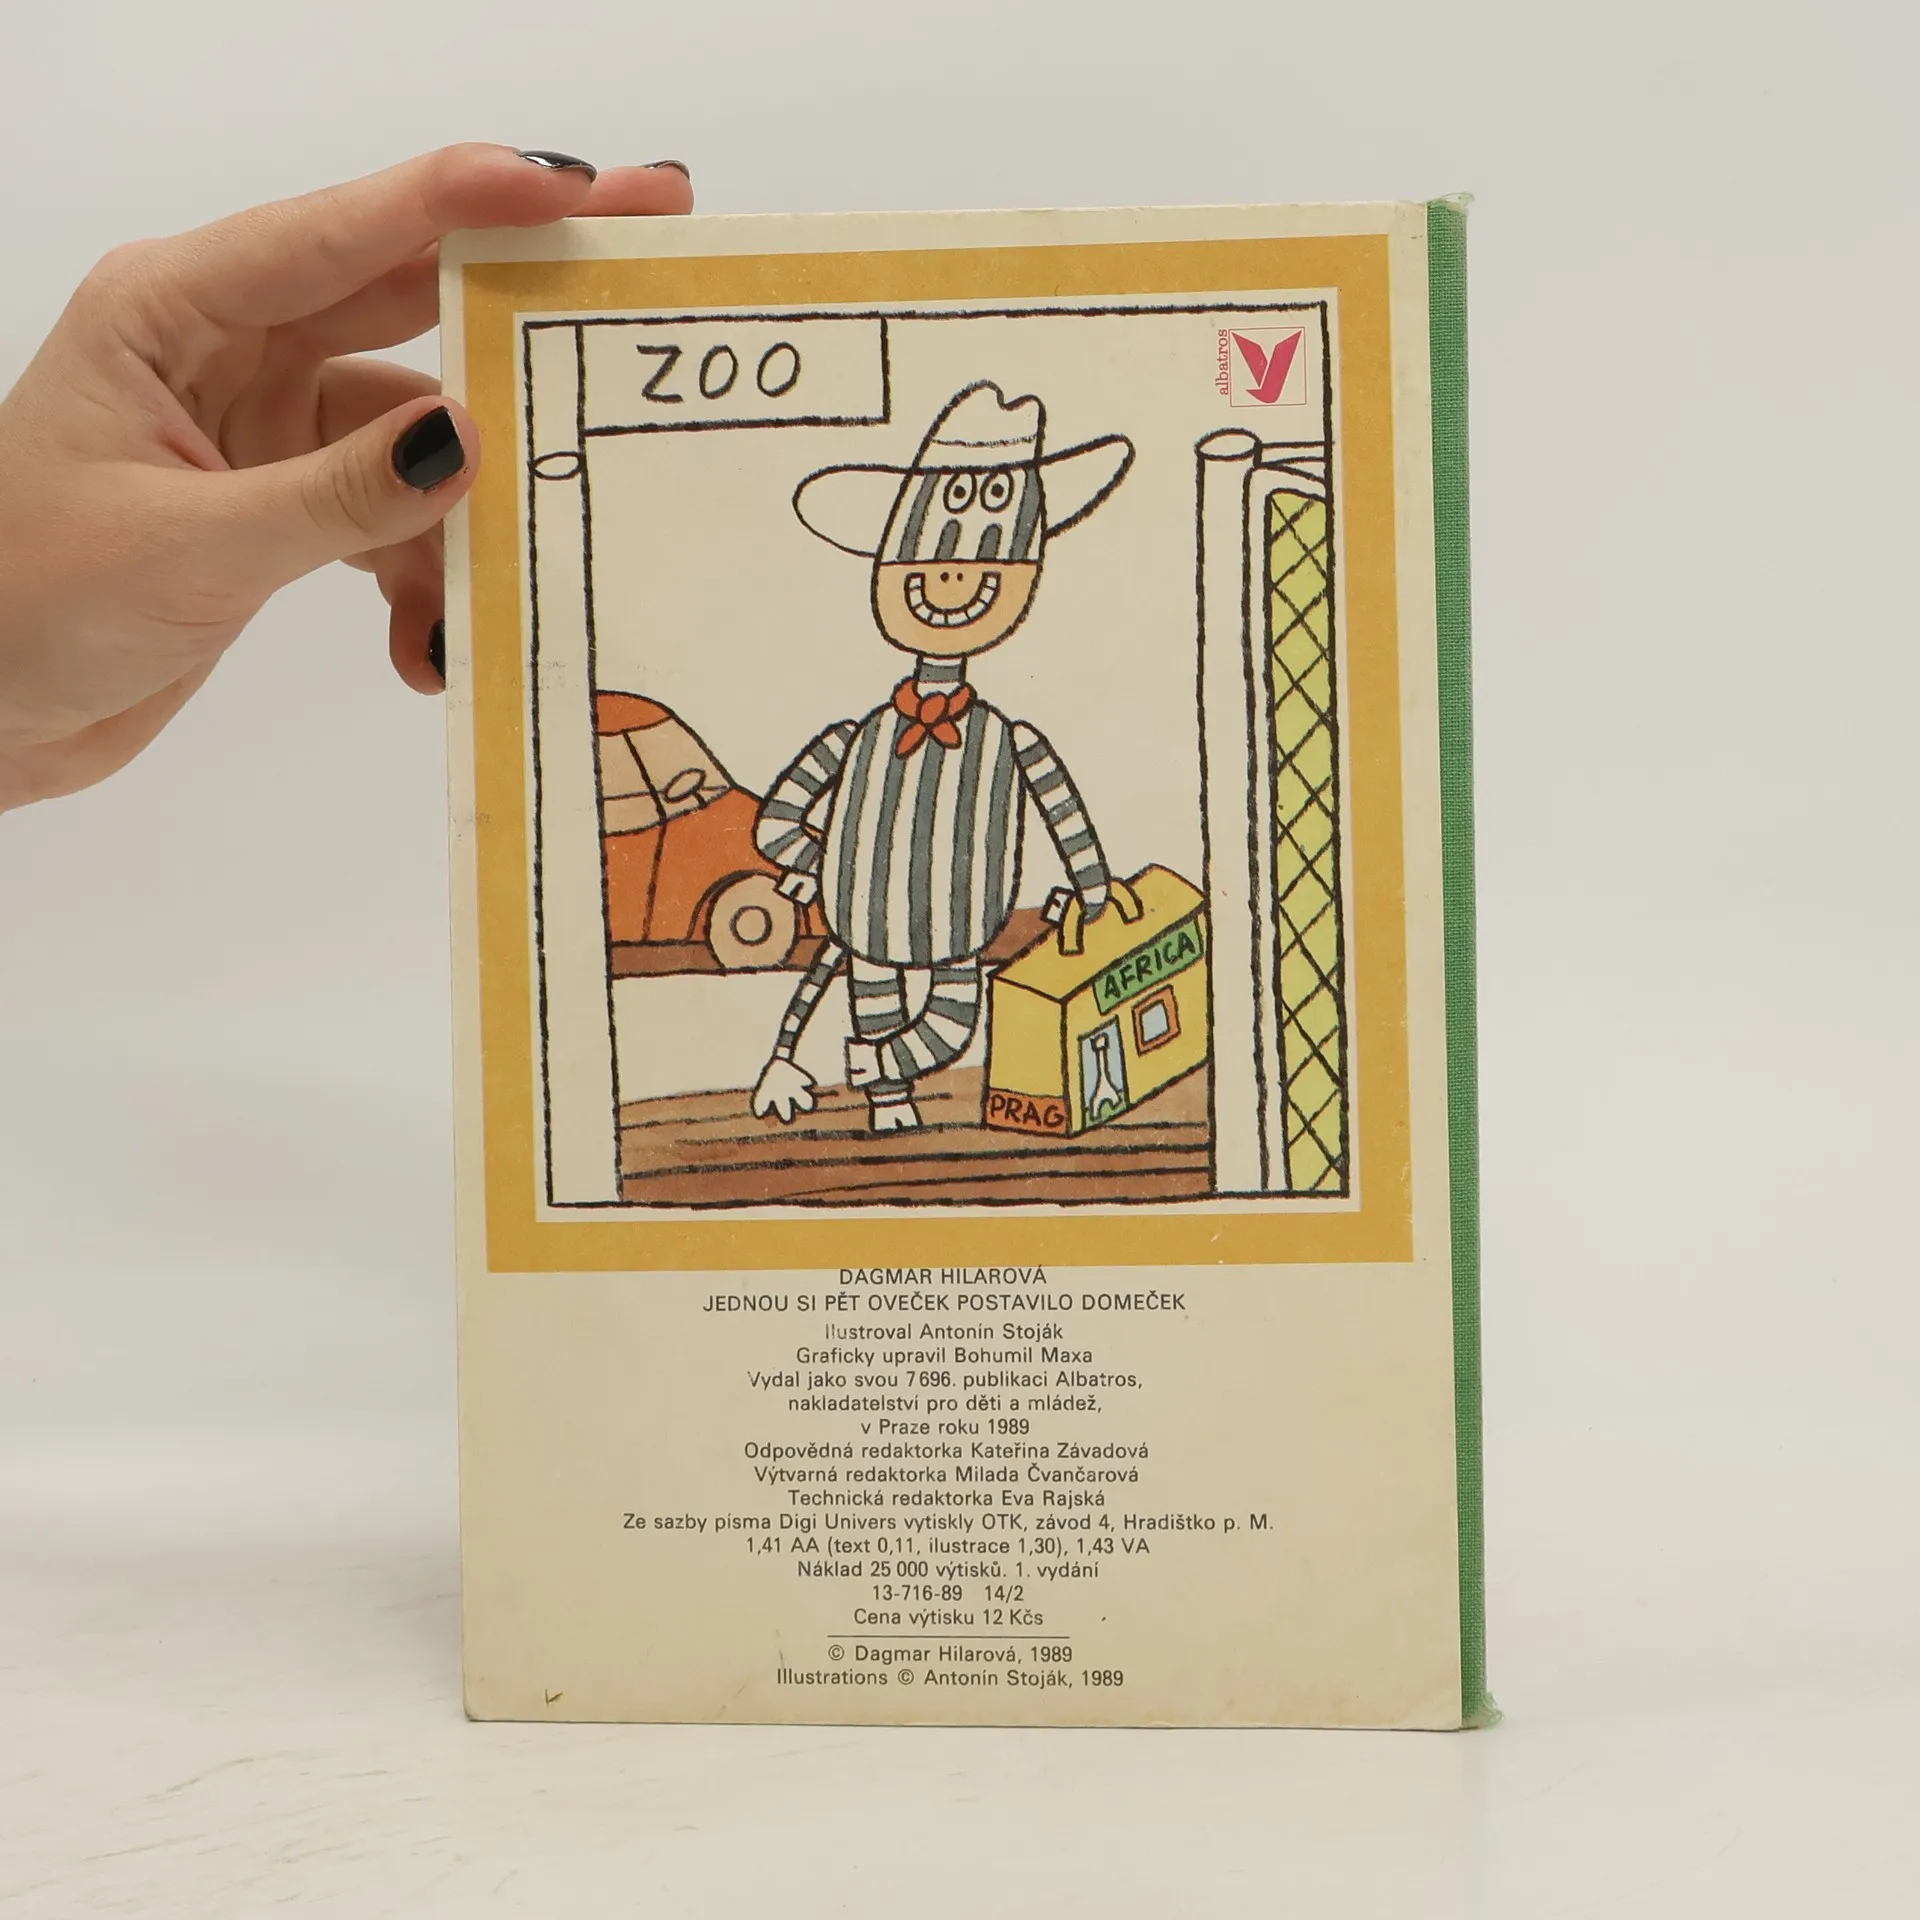 ZOO
albatros
AFRICA
PRAG
DAGMAR HILAROVÁ
JEDNOU SI PĚT OVEČEK POSTAVILO DOMEČEK
Ilustroval Antonín Stoják
Graficky upravil Bohumil Maxa
Vydal jako svou 7 696. publikaci Albatros,
nakladatelství pro děti a mládež,
v Praze roku 1989
Odpovědná redaktorka Kateřina Závadová
Výtvarná redaktorka Milada Čvančarová
Technická redaktorka Eva Rajská
Ze sazby písma Digi Univers vytiskly OTK, závod 4, Hradištko p. M.
1,41 AA (text 0,11, ilustrace 1,30), 1,43 VA
Náklad 25 000 výtisků. 1. vydání
13-716-89 14/2
Cena výtisku 12 Kčs
© Dagmar Hilarová, 1989
Illustrations © Antonín Stoják, 1989